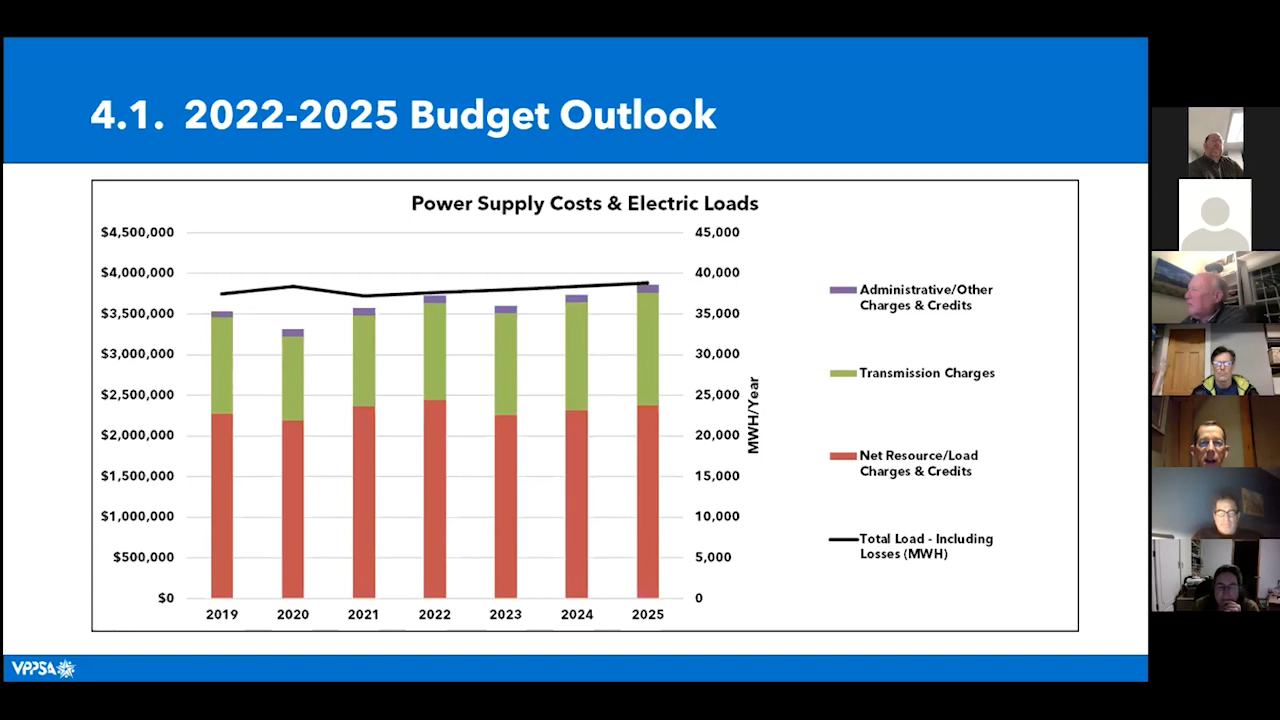 4.1. 2022-2025 Budget Outlook
Power Supply Costs & Electric Loads
$4,500,000
$4,000,000
$3,500,000
$3,000,000
$2,500,000
$2,000,000
$1,500,000
$1,000,000
$500,000
$0
45,000
40,000
35,000
30,000
25,000
20,000
15,000
10,000
5,000
0
MWH/Year
2019 2020 2021 2022 2023 2024 2025
Administrative/Other
Charges & Credits
Transmission Charges
Net Resource/Load
Charges & Credits
Total Load - Including
Losses (MWH)
VPPSA